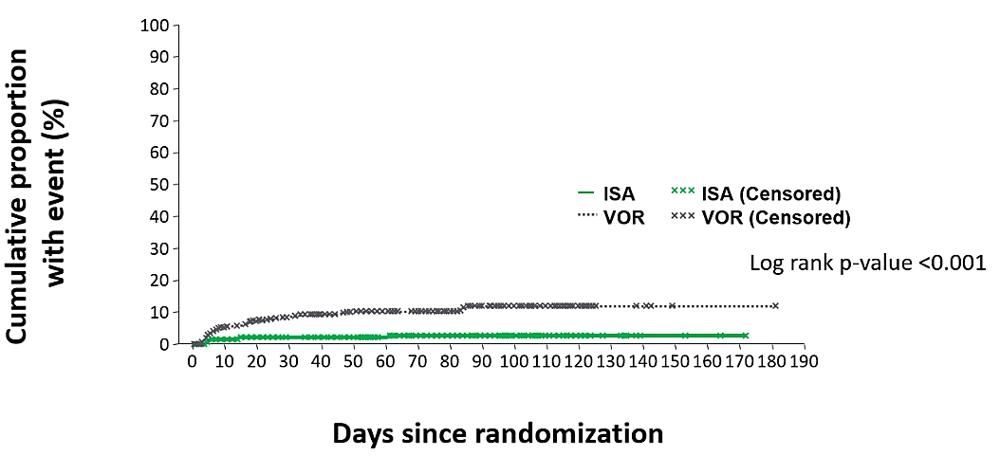 Cumulative proportion
with event (%)
100
90
80
70
60
50
40
30
20
10
0
ISA
ISA (Censored)
VOR
VOR (Censored)
Log rank p-value <0.001
0 10 20 30 40 50 60 70 80 90 100 110 120 130 140 150 160 170 180 190
Days since randomization